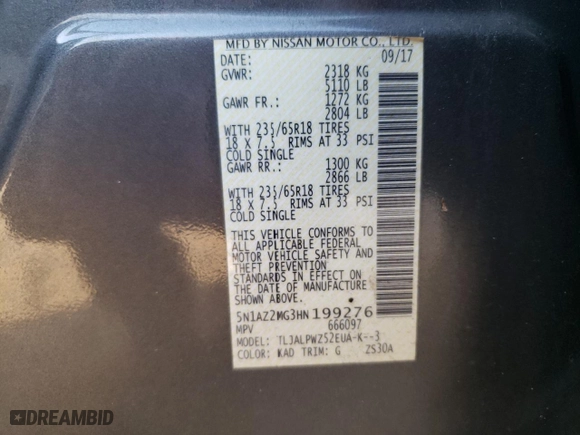 MFD BY NISSAN MOTOR CO., LTD.
DATE: 09/17
GVWR: 2318 KG
5110 LB
GAWR FR.: 1272 KG
2804 LB
WITH 235/65R18 TIRES
18 X 7.5 RIMS AT 33 PSI
COLD SINGLE
GAWR RR.: 1300 KG
2866 LB
WITH 235/65R18 TIRES
18 X 7.5 RIMS AT 33 PSI
COLD SINGLE
THIS VEHICLE CONFORMS TO
ALL APPLICABLE FEDERAL
MOTOR VEHICLE SAFETY AND
THEFT PREVENTION
STANDARDS IN EFFECT ON
THE DATE OF MANUFACTURE
SHOWN ABOVE.
5N1AZ2MG3HN199276
MPV 666097
MODEL: TLJALPWZ52EUA-K--3
COLOR: KAD TRIM: G ZS30A
DREAMBID